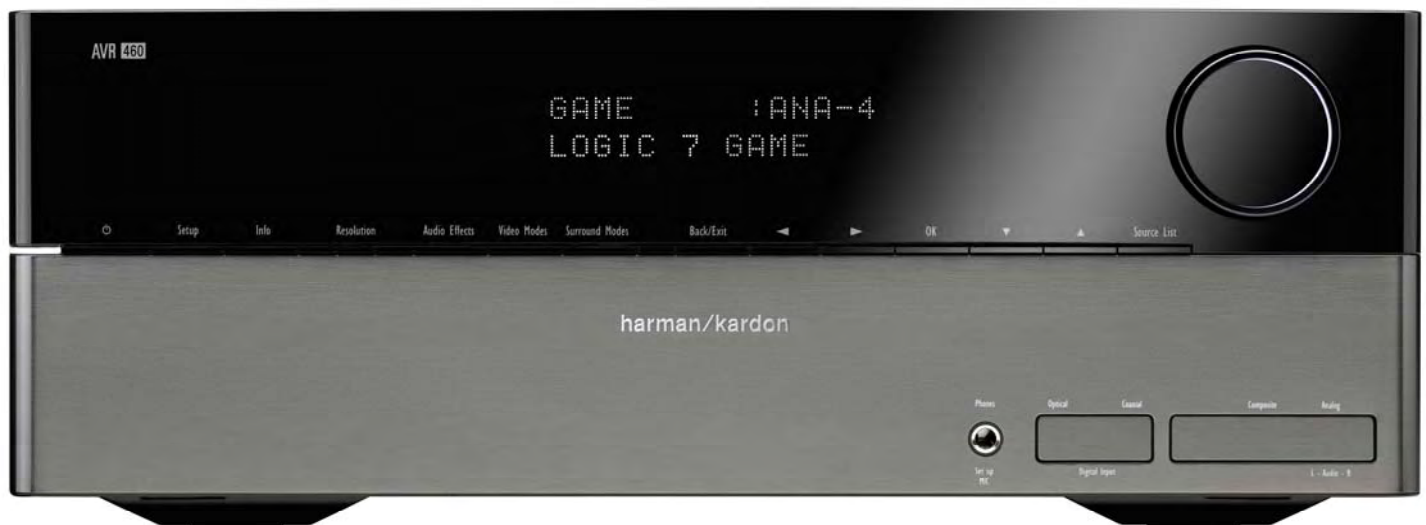 AVR 460
GAME :ANA-4
LOGIC 7 GAME
Setup Info Resolution Audio Effects Video Modes Surround Modes Back/Exit OK Source List
harman/kardon
Phones Optical Coaxial Composite Analog
Set up Digital Input L - Audio - R
MIC